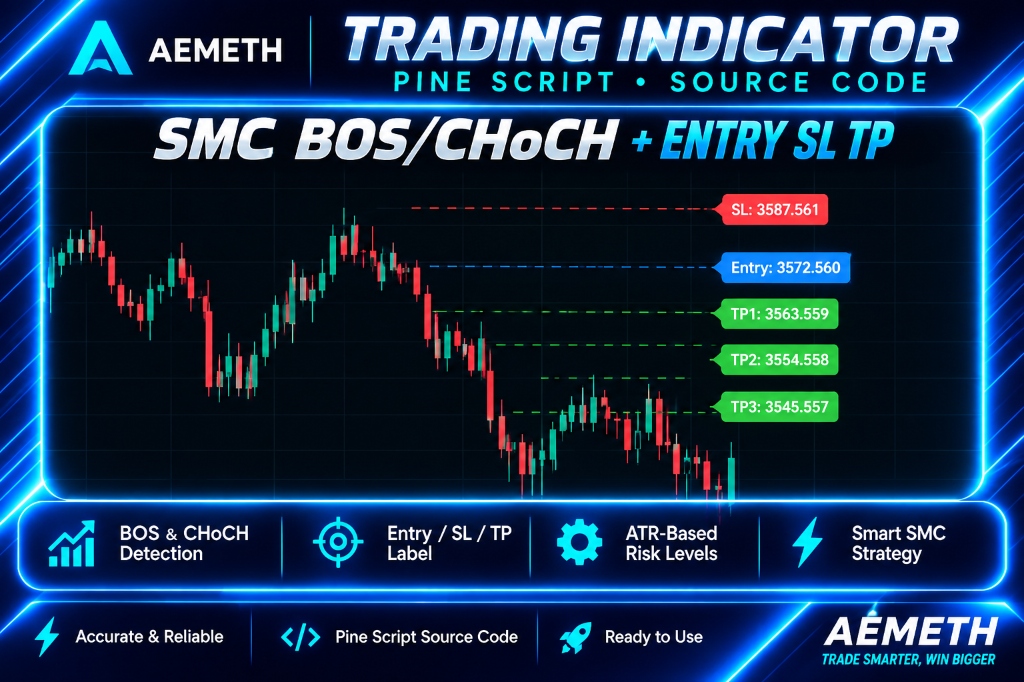 AEMETH
TRADING INDICATOR
PINE SCRIPT • SOURCE CODE
SMC BOS/CHoCH + ENTRY SL TP
SL: 3587.561
Entry: 3572.560
TP1: 3563.559
TP2: 3554.558
TP3: 3545.557
BOS & CHoCH
Detection
Entry / SL / TP
Label
ATR-Based
Risk Levels
Smart SMC
Strategy
Accurate & Reliable
Pine Script Source Code
Ready to Use
AEMETH
TRADE SMARTER, WIN BIGGER